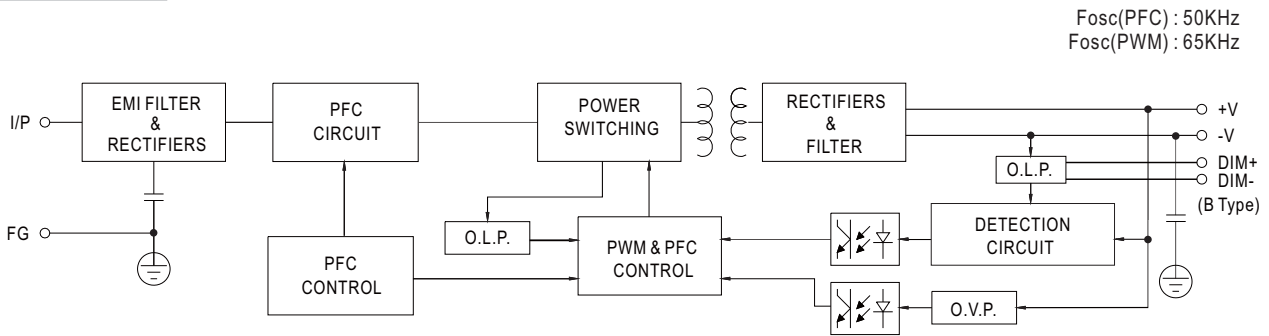 Fosc(PFC) : 50KHz
Fosc(PWM) : 65KHz
I/P
EMI FILTER
&
RECTIFIERS
PFC
CIRCUIT
POWER
SWITCHING
RECTIFIERS
&
FILTER
+V
-V
DIM+
DIM-
(B Type)
O.L.P.
FG
O.L.P.
PFC
CONTROL
PWM & PFC
CONTROL
DETECTION
CIRCUIT
O.V.P.